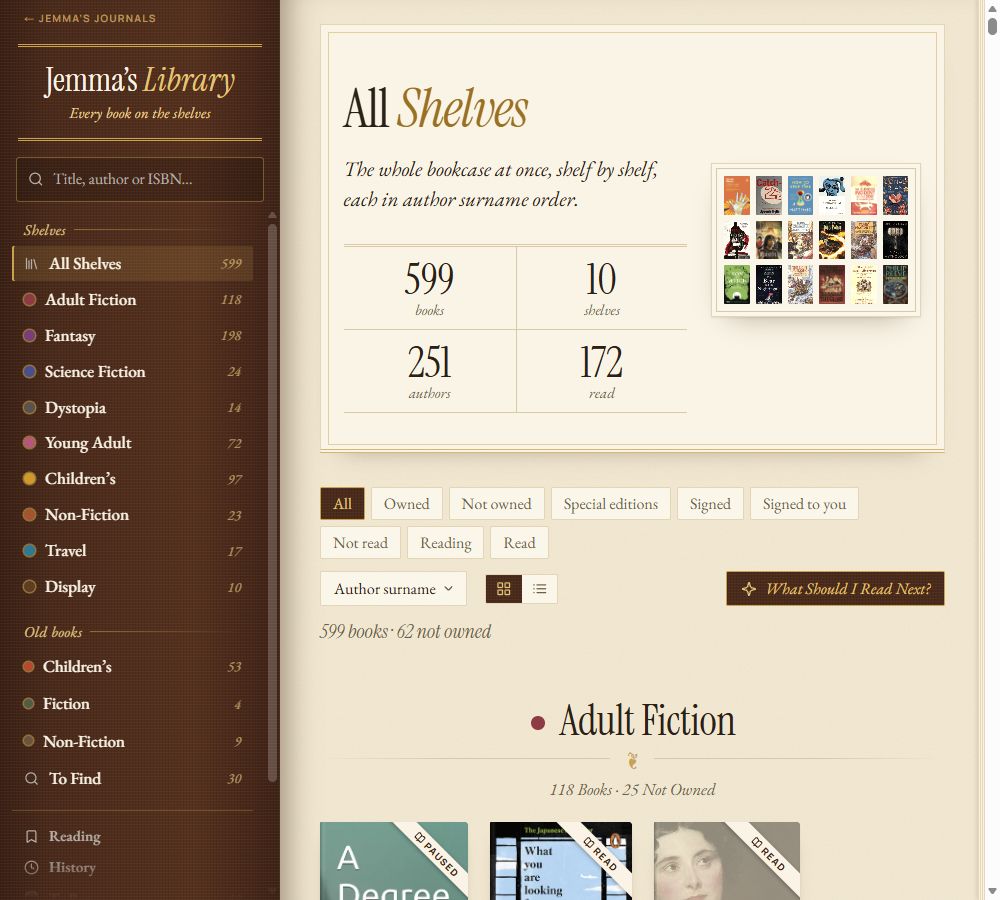 ← JEMMA'S JOURNALS
Jemma's Library
Every book on the shelves
Title, author or ISBN...
Shelves
All Shelves 599
Adult Fiction 118
Fantasy 198
Science Fiction 24
Dystopia 14
Young Adult 72
Children's 97
Non-Fiction 23
Travel 17
Display 10
Old books
Children's 53
Fiction 4
Non-Fiction 9
To Find 30
Reading
History
All Shelves
The whole bookcase at once, shelf by shelf,
each in author surname order.
599
books
10
shelves
251
authors
172
read
All
Owned
Not owned
Special editions
Signed
Signed to you
Not read
Reading
Read
Author surname
What Should I Read Next?
599 books · 62 not owned
Adult Fiction
118 Books · 25 Not Owned
A
Degree
PAUSED
The Japanese
What
you
are
looking
READ
READ